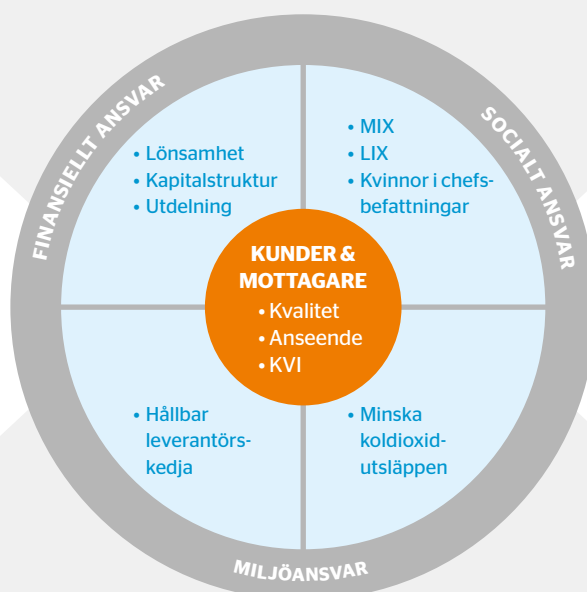 FINANSIELLT ANSVAR
SOCIALT ANSVAR
• Lönsamhet
• Kapitalstruktur
• Utdelning
• MIX
• LIX
• Kvinnor i chefs-
befattningar
KUNDER &
MOTTAGARE
• Kvalitet
• Anseende
• KVI
• Hållbar
leverantörs-
kedja
• Minska
koldioxid-
utsläppen
MILJÖANSVAR